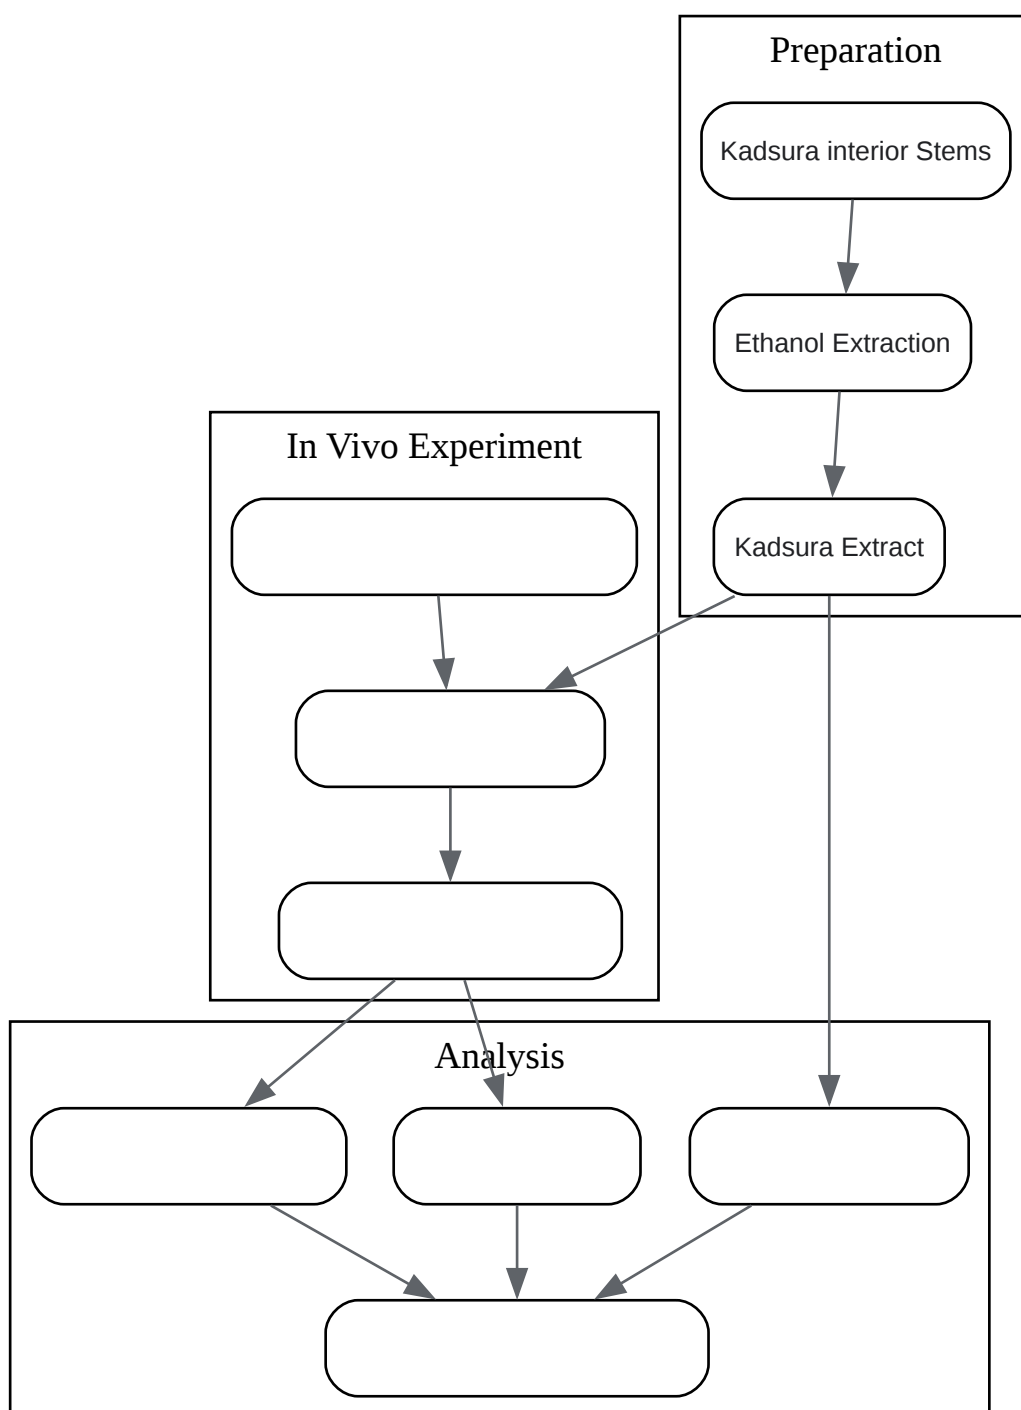 Preparation
Kadsura interior Stems
Ethanol Extraction
In Vivo Experiment
Kadsura Extract
Analysis